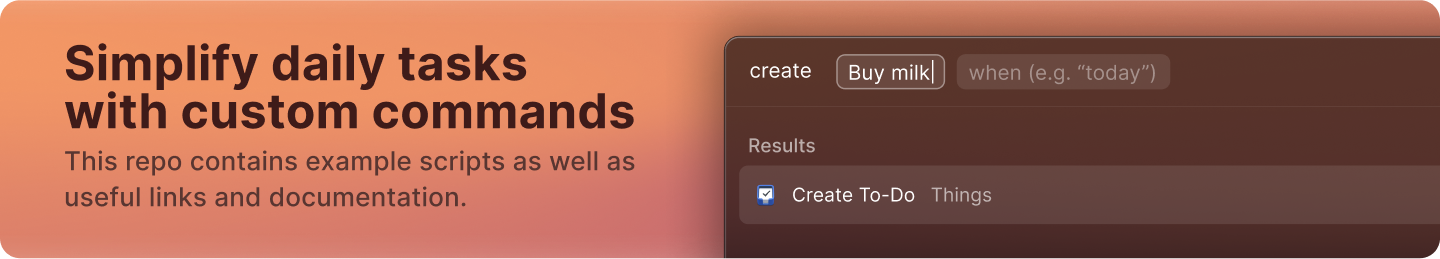 Simplify daily tasks
with custom commands
This repo contains example scripts as well as
useful links and documentation.
create Buy milk when (e.g. “today”)
Results
Create To-Do Things